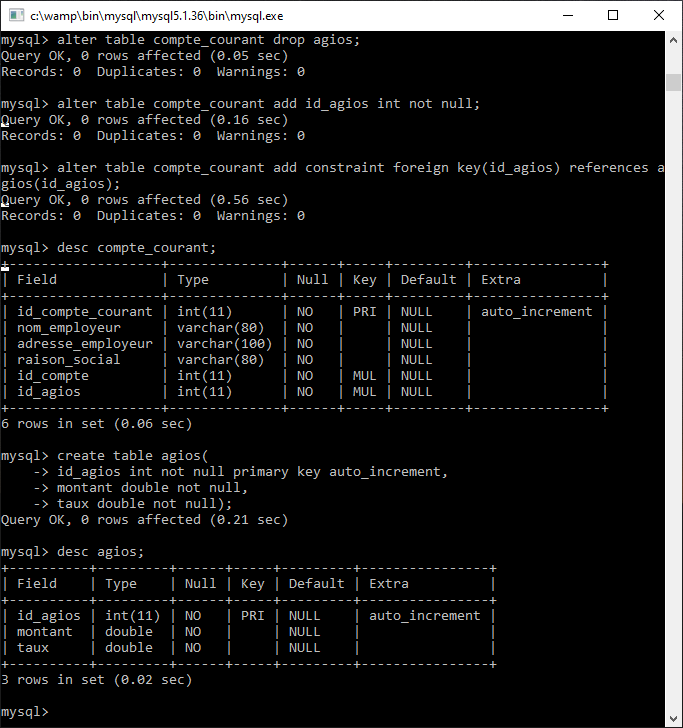 c:\wamp\bin\mysql\mysql5.1.36\bin\mysql.exe
mysql> alter table compte_courant drop agios;
Query OK, 0 rows affected (0.05 sec)
Records: 0  Duplicates: 0  Warnings: 0
mysql> alter table compte_courant add id_agios int not null;
Query OK, 0 rows affected (0.16 sec)
Records: 0  Duplicates: 0  Warnings: 0
mysql> alter table compte_courant add constraint foreign key(id_agios) references a
gios(id_agios);
Query OK, 0 rows affected (0.56 sec)
Records: 0  Duplicates: 0  Warnings: 0
mysql> desc compte_courant;
+-------------------+--------------+------+-----+---------+----------------+
| Field             | Type         | Null | Key | Default | Extra          |
+-------------------+--------------+------+-----+---------+----------------+
| id_compte_courant | int(11)      | NO   | PRI | NULL    | auto_increment |
| nom_employeur     | varchar(80)  | NO   |     | NULL    |                |
| adresse_employeur | varchar(100) | NO   |     | NULL    |                |
| raison_social     | varchar(80)  | NO   |     | NULL    |                |
| id_compte         | int(11)      | NO   | MUL | NULL    |                |
| id_agios          | int(11)      | NO   | MUL | NULL    |                |
+-------------------+--------------+------+-----+---------+----------------+
6 rows in set (0.06 sec)
mysql> create table agios(
    -> id_agios int not null primary key auto_increment,
    -> montant double not null,
    -> taux double not null);
Query OK, 0 rows affected (0.21 sec)
mysql> desc agios;
+----------+---------+------+-----+---------+----------------+
| Field    | Type    | Null | Key | Default | Extra          |
+----------+---------+------+-----+---------+----------------+
| id_agios | int(11) | NO   | PRI | NULL    | auto_increment |
| montant  | double  | NO   |     | NULL    |                |
| taux     | double  | NO   |     | NULL    |                |
+----------+---------+------+-----+---------+----------------+
3 rows in set (0.02 sec)
mysql>